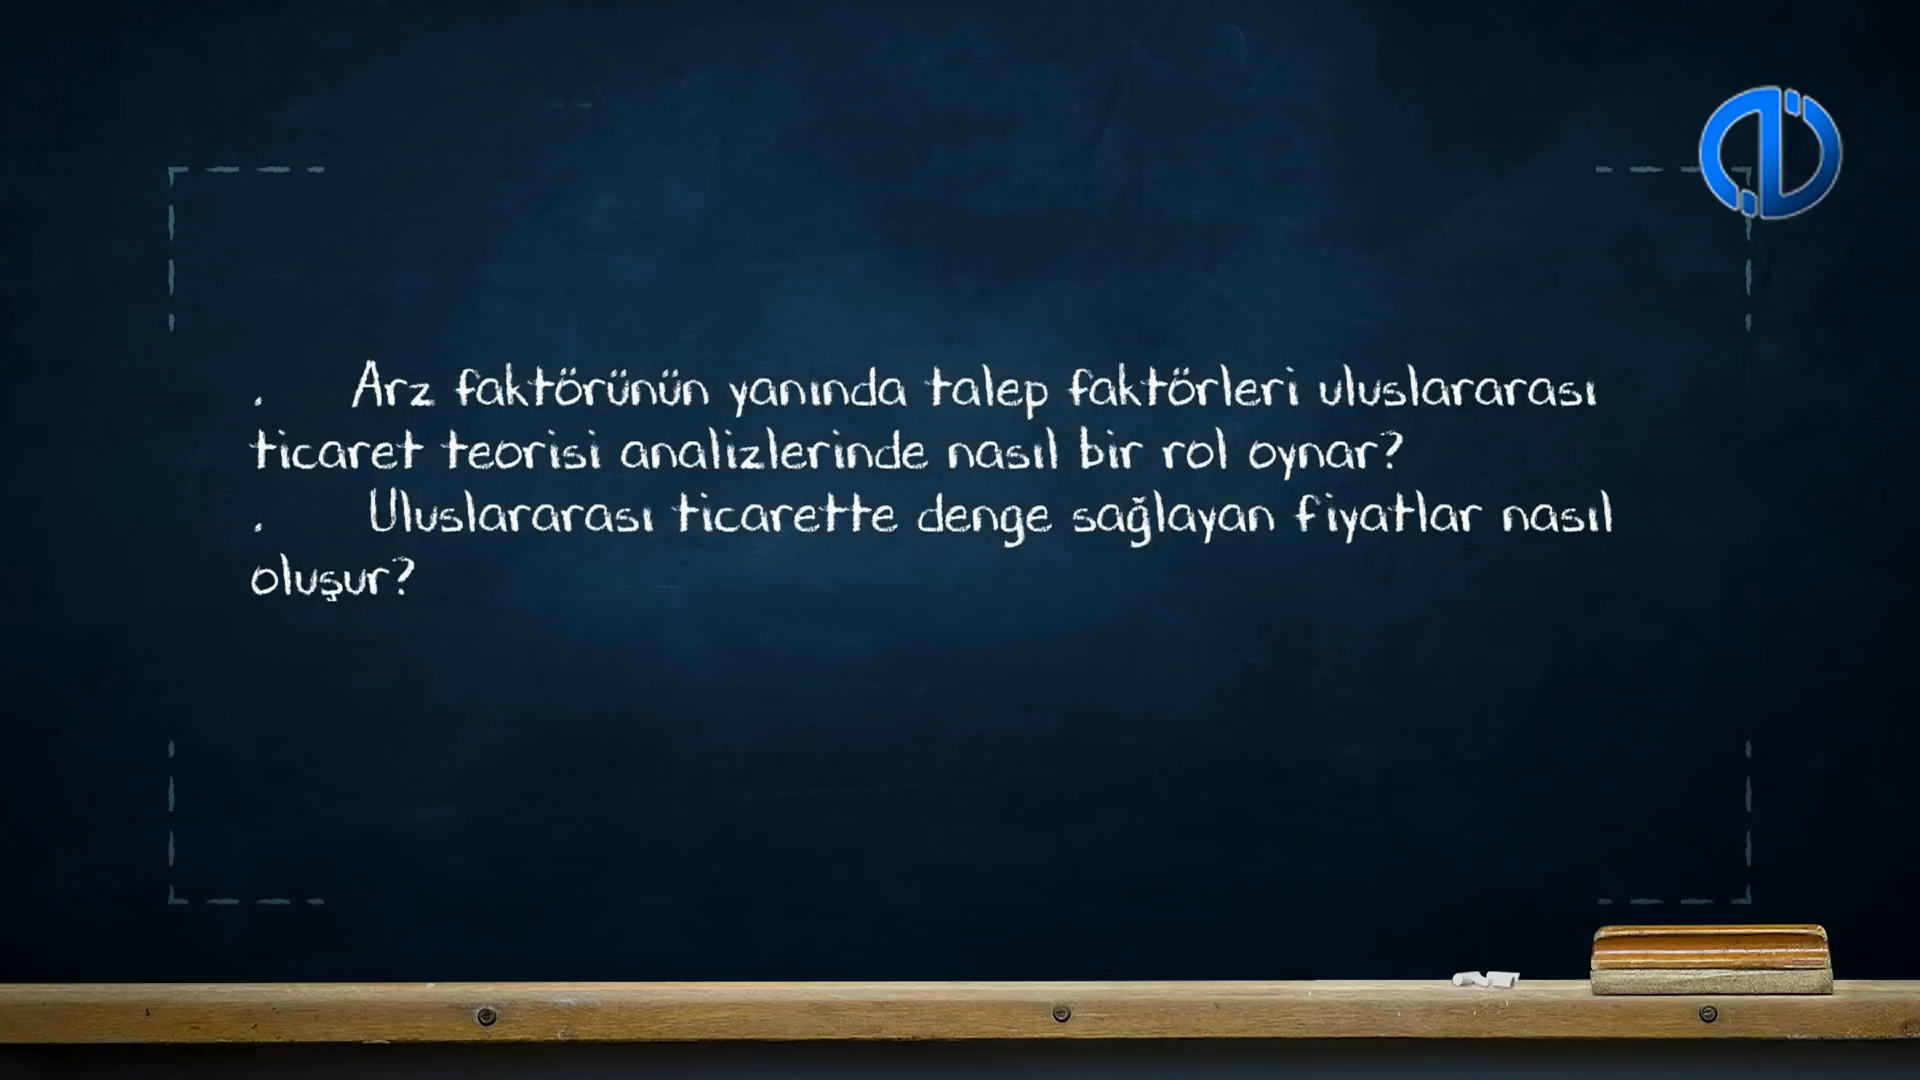 . Arz faktörünün yanında talep faktörleri uluslararası
ticaret teorisi analizlerinde nasıl bir rol oynar?
. Uluslararası ticarette denge sağlayan fiyatlar nasıl
oluşur?